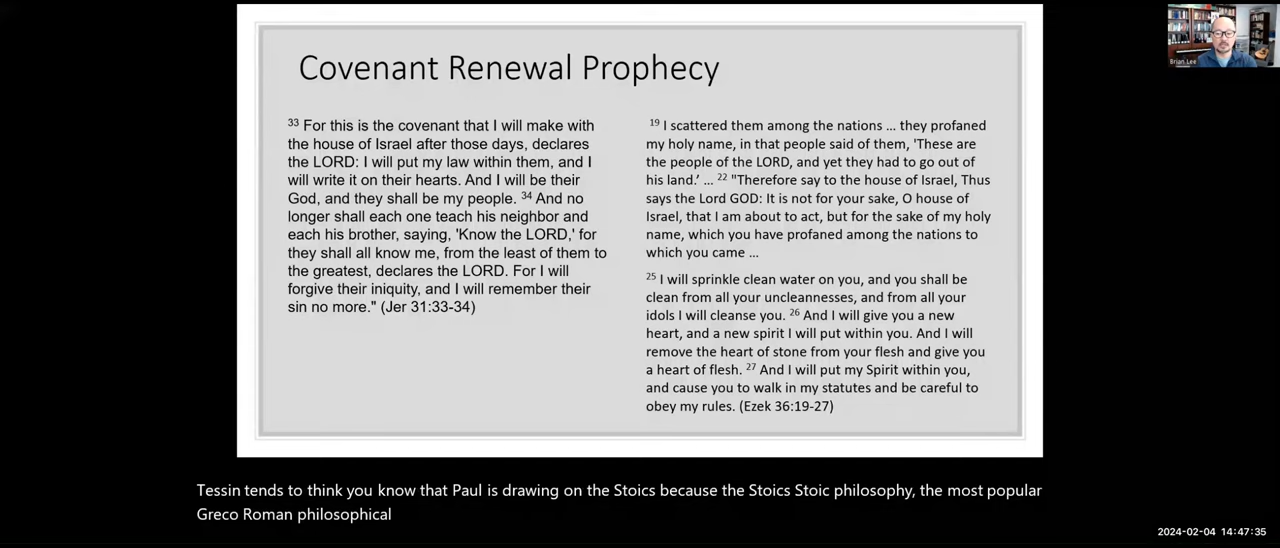 Covenant Renewal Prophecy
33 For this is the covenant that I will make with
the house of Israel after those days, declares
the LORD: I will put my law within them, and I
will write it on their hearts. And I will be their
God, and they shall be my people. 34 And no
longer shall each one teach his neighbor and
each his brother, saying, 'Know the LORD,' for
they shall all know me, from the least of them to
the greatest, declares the LORD. For I will
forgive their iniquity, and I will remember their
sin no more." (Jer 31:33-34)
19 I scattered them among the nations … they profaned
my holy name, in that people said of them, 'These are
the people of the LORD, and yet they had to go out of
his land.’ … 22 "Therefore say to the house of Israel, Thus
says the Lord GOD: It is not for your sake, O house of
Israel, that I am about to act, but for the sake of my holy
name, which you have profaned among the nations to
which you came …
25 I will sprinkle clean water on you, and you shall be
clean from all your uncleannesses, and from all your
idols I will cleanse you. 26 And I will give you a new
heart, and a new spirit I will put within you. And I will
remove the heart of stone from your flesh and give you
a heart of flesh. 27 And I will put my Spirit within you,
and cause you to walk in my statutes and be careful to
obey my rules. (Ezek 36:19-27)
Brian Lee
Tessin tends to think you know that Paul is drawing on the Stoics because the Stoics Stoic philosophy, the most popular
Greco Roman philosophical
2024-02-04 14:47:35